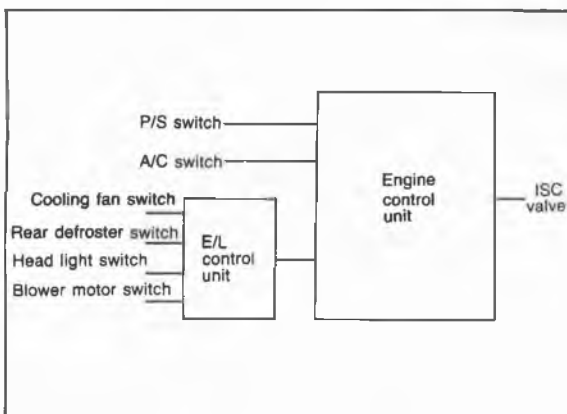 P/S switch
A/C switch
Cooling fan switch
Rear defroster switch
Head light switch
Blower motor switch
E/L
control
unit
Engine
control
unit
ISC
valve